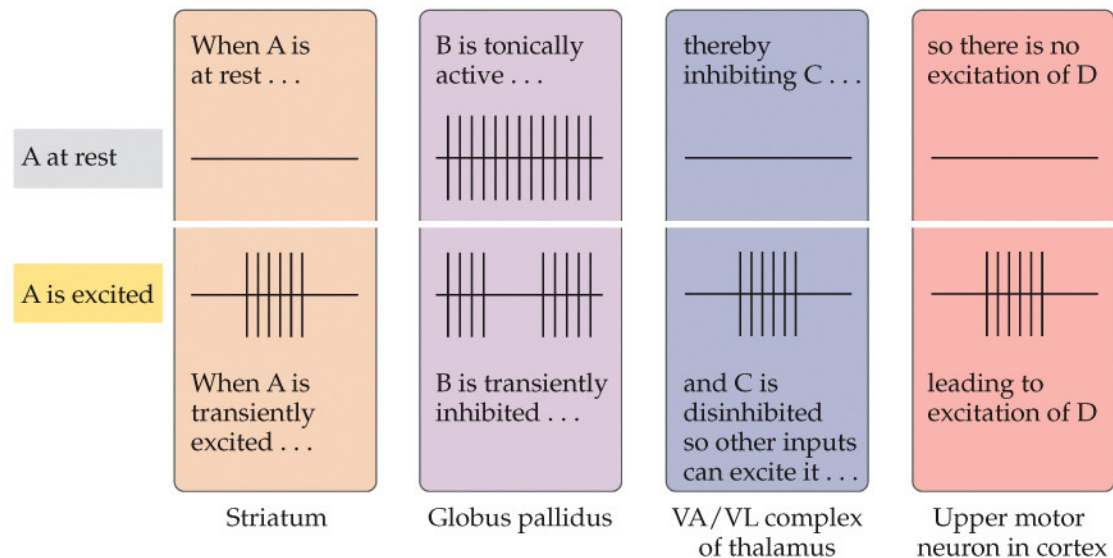 When A is
at rest . . .
B is tonically
active . . .
thereby
inhibiting C . . .
so there is no
excitation of D
A at rest
A is excited
When A is
transiently
excited . . .
B is transiently
inhibited . . .
and C is
disinhibited
so other inputs
can excite it . . .
leading to
excitation of D
Striatum
Globus pallidus
VA/VL complex
of thalamus
Upper motor
neuron in cortex